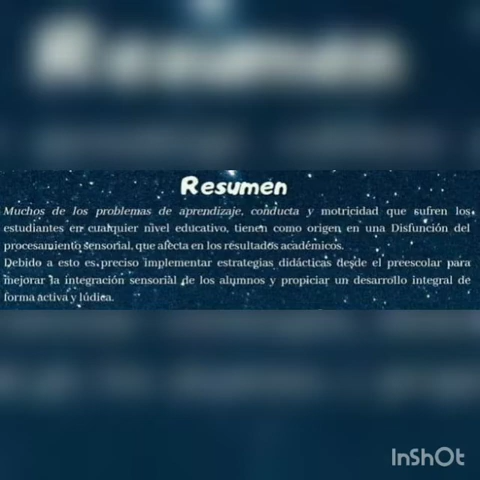 Resumen
Muchos de los problemas de aprendizaje, conducta y motricidad que sufren los
estudiantes en cualquier nivel educativo, tienen como origen en una Disfunción del
procesamiento sensorial, que afecta en los resultados académicos.
Debido a esto es preciso implementar estrategias didácticas desde el preescolar para
mejorar la integración sensorial de los alumnos y propiciar un desarrollo integral de
forma activa y lúdica.
InShOt